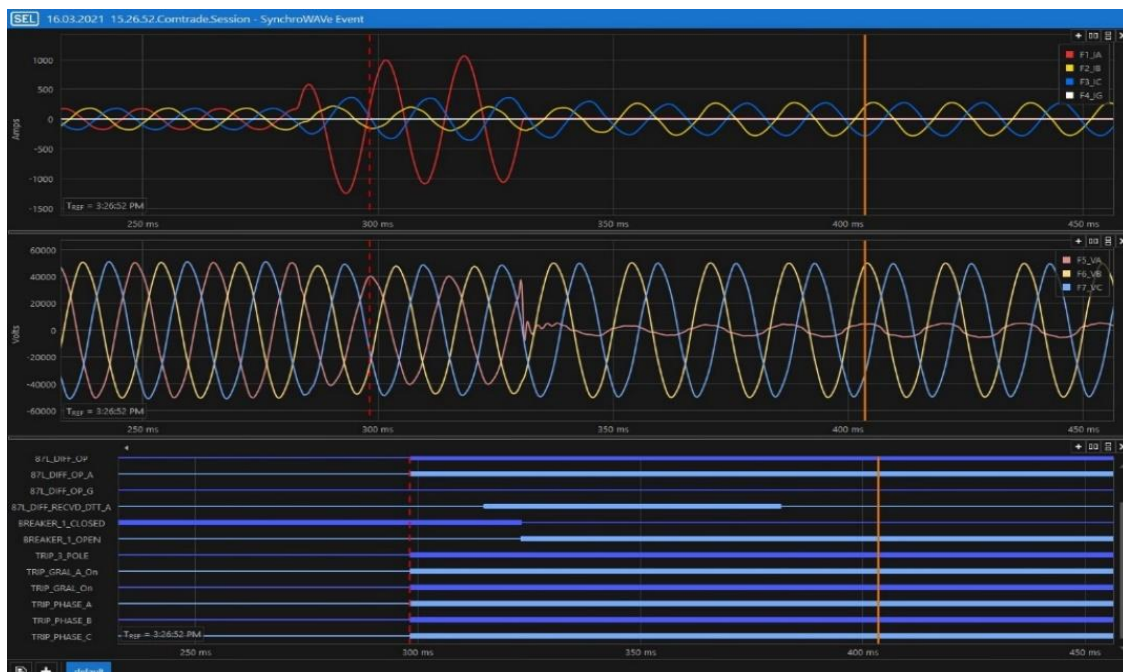 SEL 16.03.2021 15.26.52.Comtrade.Session - SynchroWAVe Event
1000
500
0
-500
-1000
-1500
Amps
F1_IA
F2_IB
F3_IC
F4_IG
TREF = 3:26:52 PM
250 ms 300 ms 350 ms 400 ms 450 ms
60000
40000
20000
0
-20000
-40000
-60000
Volts
F5_VA
F6_VB
F7_VC
TREF = 3:26:52 PM
250 ms 300 ms 350 ms 400 ms 450 ms
87L_DIFF_OP
87L_DIFF_OP_A
87L_DIFF_OP_G
87L_DIFF_RECVD_DTT_A
BREAKER_1_CLOSED
BREAKER_1_OPEN
TRIP_3_POLE
TRIP_GRAL_A_On
TRIP_GRAL_On
TRIP_PHASE_A
TRIP_PHASE_B
TRIP_PHASE_C
TREF = 3:26:52 PM
250 ms 300 ms 350 ms 400 ms 450 ms
default